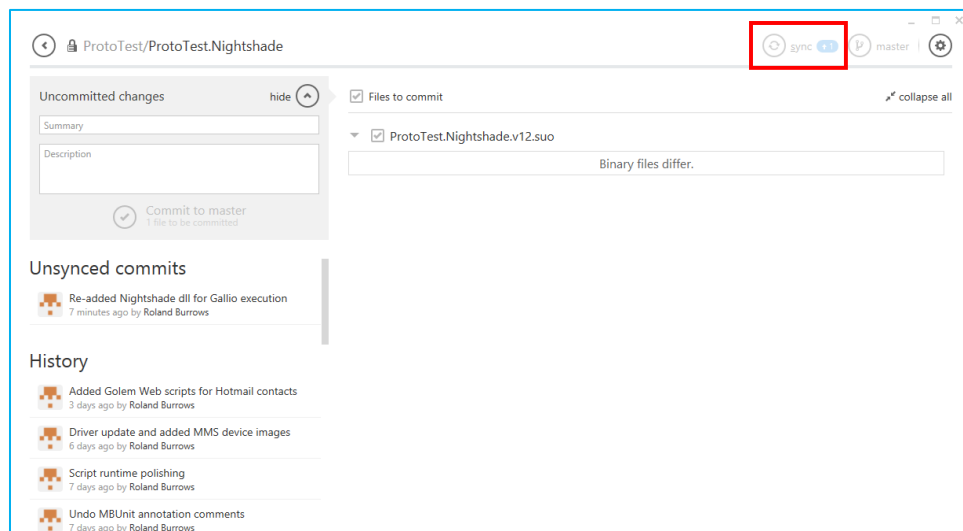 ProtoTest/ProtoTest.Nightshade
sync +1
master
Uncommitted changes
hide
Summary
Description
Commit to master
1 file to be committed
Files to commit
collapse all
ProtoTest.Nightshade.v12.suo
Binary files differ.
Unsynced commits
Re-added Nightshade dll for Gallio execution
7 minutes ago by Roland Burrows
History
Added Golem Web scripts for Hotmail contacts
3 days ago by Roland Burrows
Driver update and added MMS device images
6 days ago by Roland Burrows
Script runtime polishing
7 days ago by Roland Burrows
Undo MBUnit annotation comments
7 days ago by Roland Burrows